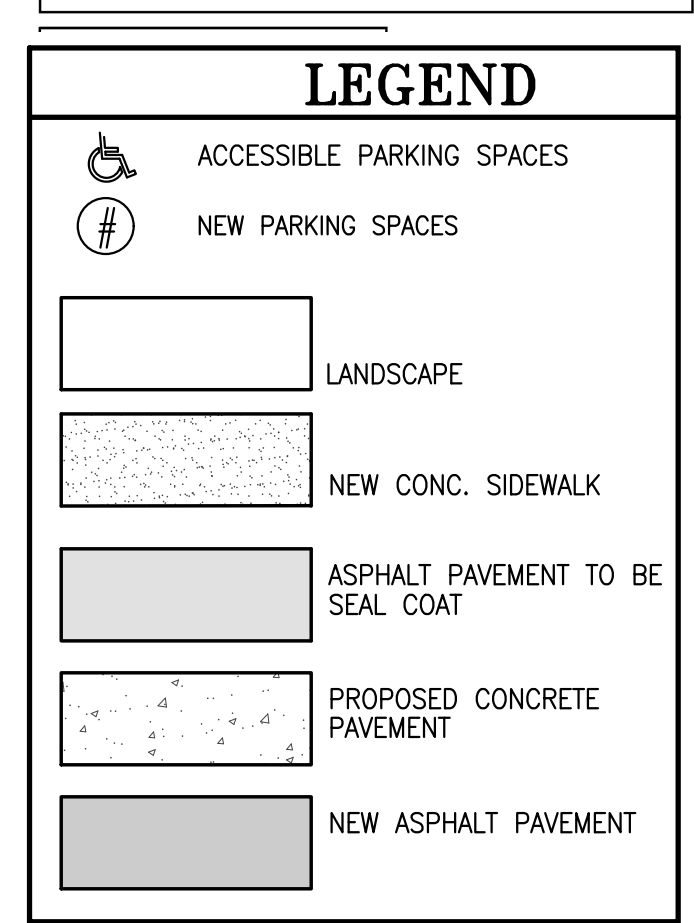 LEGEND
ACCESSIBLE PARKING SPACES
#
NEW PARKING SPACES
LANDSCAPE
NEW CONC. SIDEWALK
ASPHALT PAVEMENT TO BE
SEAL COAT
PROPOSED CONCRETE
PAVEMENT
NEW ASPHALT PAVEMENT